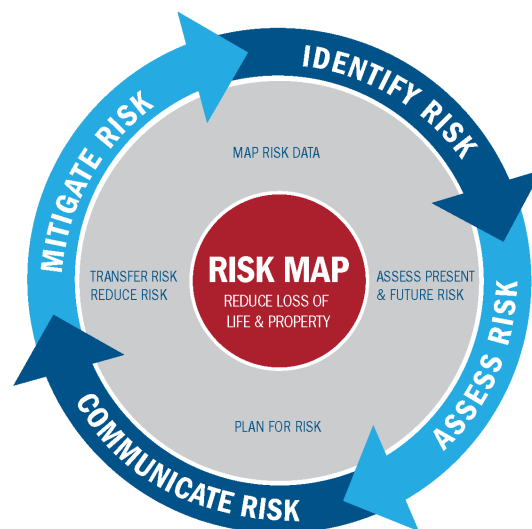 IDENTIFY RISK
ASSESS RISK
COMMUNICATE RISK
MITIGATE RISK
MAP RISK DATA
ASSESS PRESENT
& FUTURE RISK
PLAN FOR RISK
TRANSFER RISK
REDUCE RISK
RISK MAP
REDUCE LOSS OF
LIFE & PROPERTY